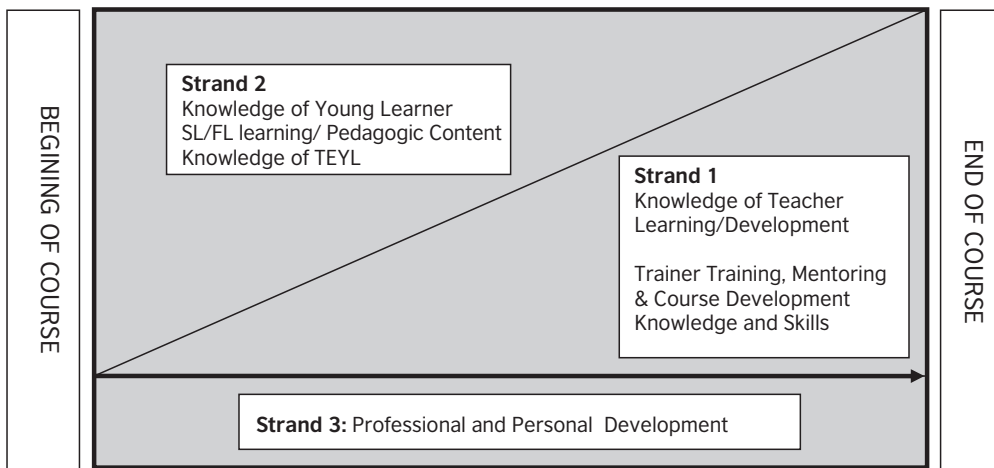 BEGINING OF COURSE
Strand 2
Knowledge of Young Learner
SL/FL learning/ Pedagogic Content
Knowledge of TEYL
Strand 1
Knowledge of Teacher
Learning/Development
Trainer Training, Mentoring
& Course Development
Knowledge and Skills
Strand 3: Professional and Personal Development
END OF COURSE